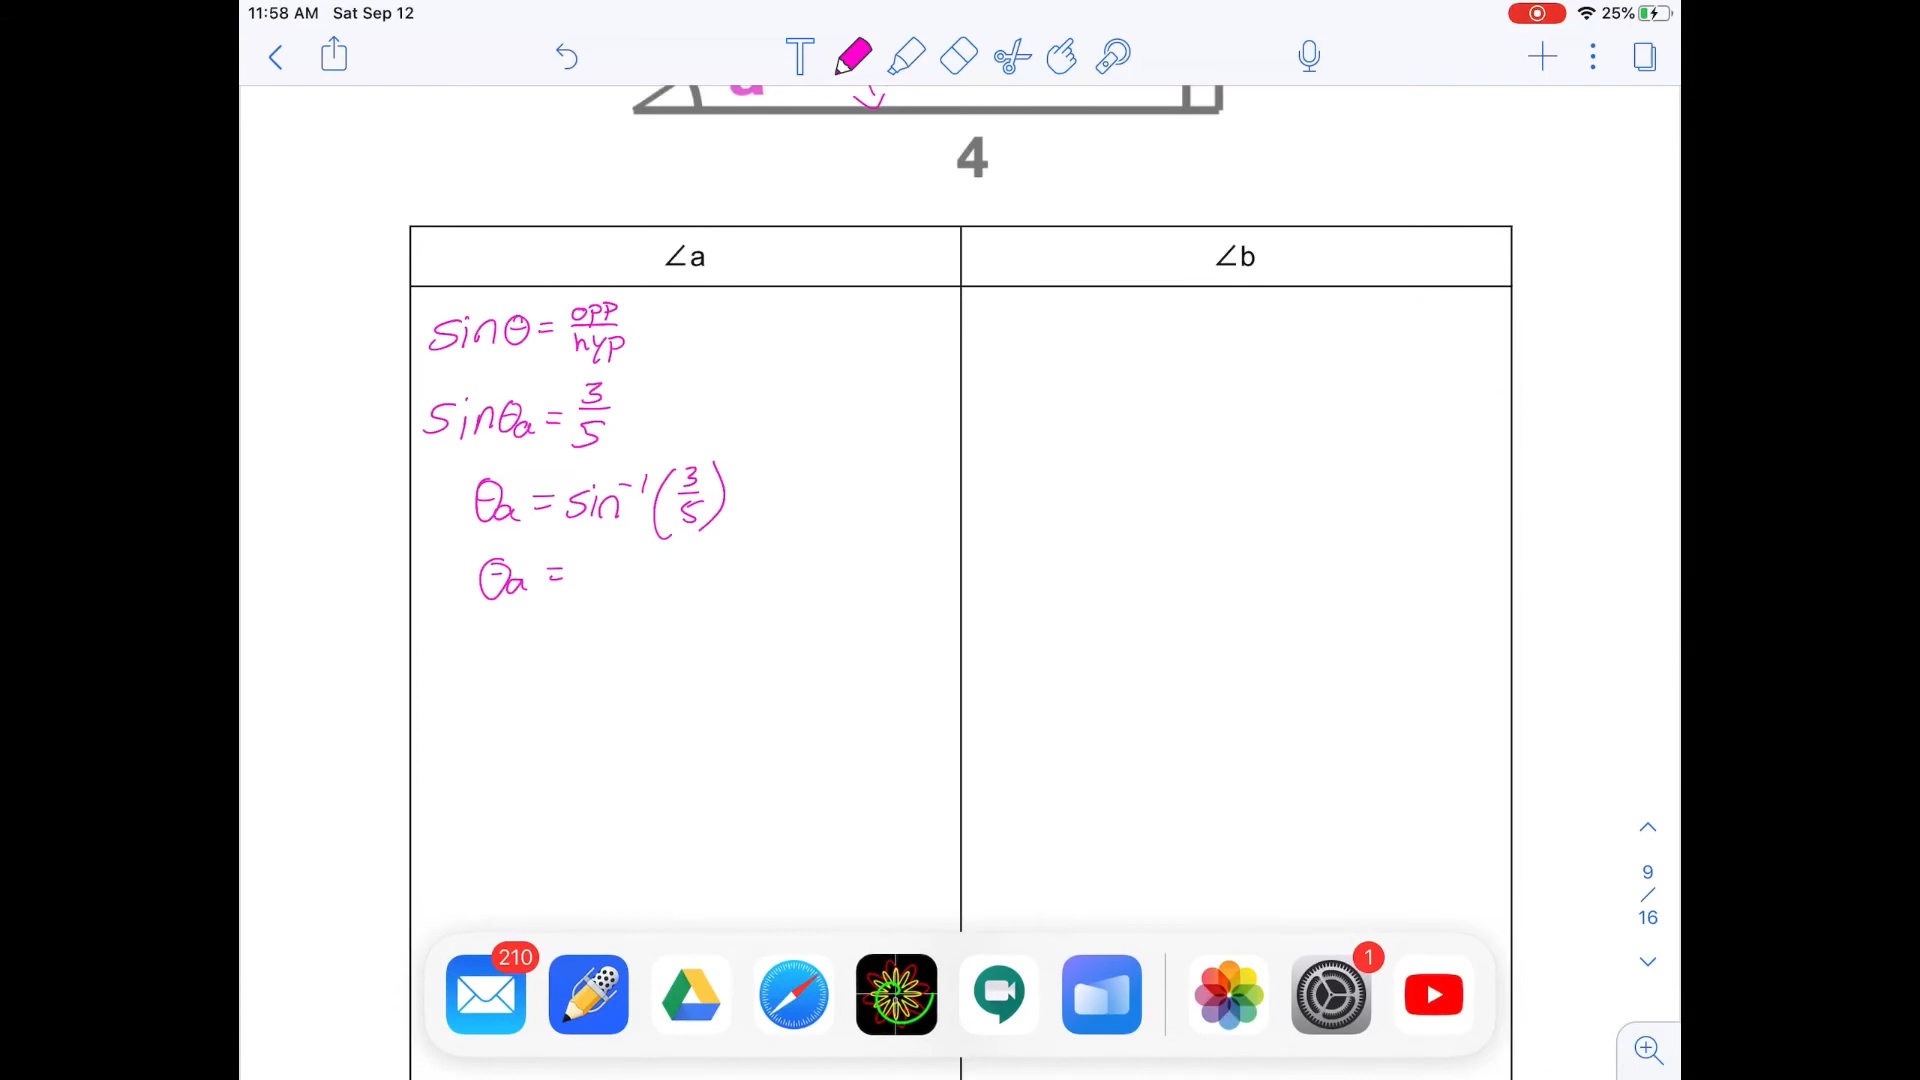 11:58 AM Sat Sep 12
25%
T
a
4
∠a
∠b
sinθ = opp/hyp
sinθa = 3/5
θa = sin⁻¹(3/5)
θa =
9
/
16
210
1